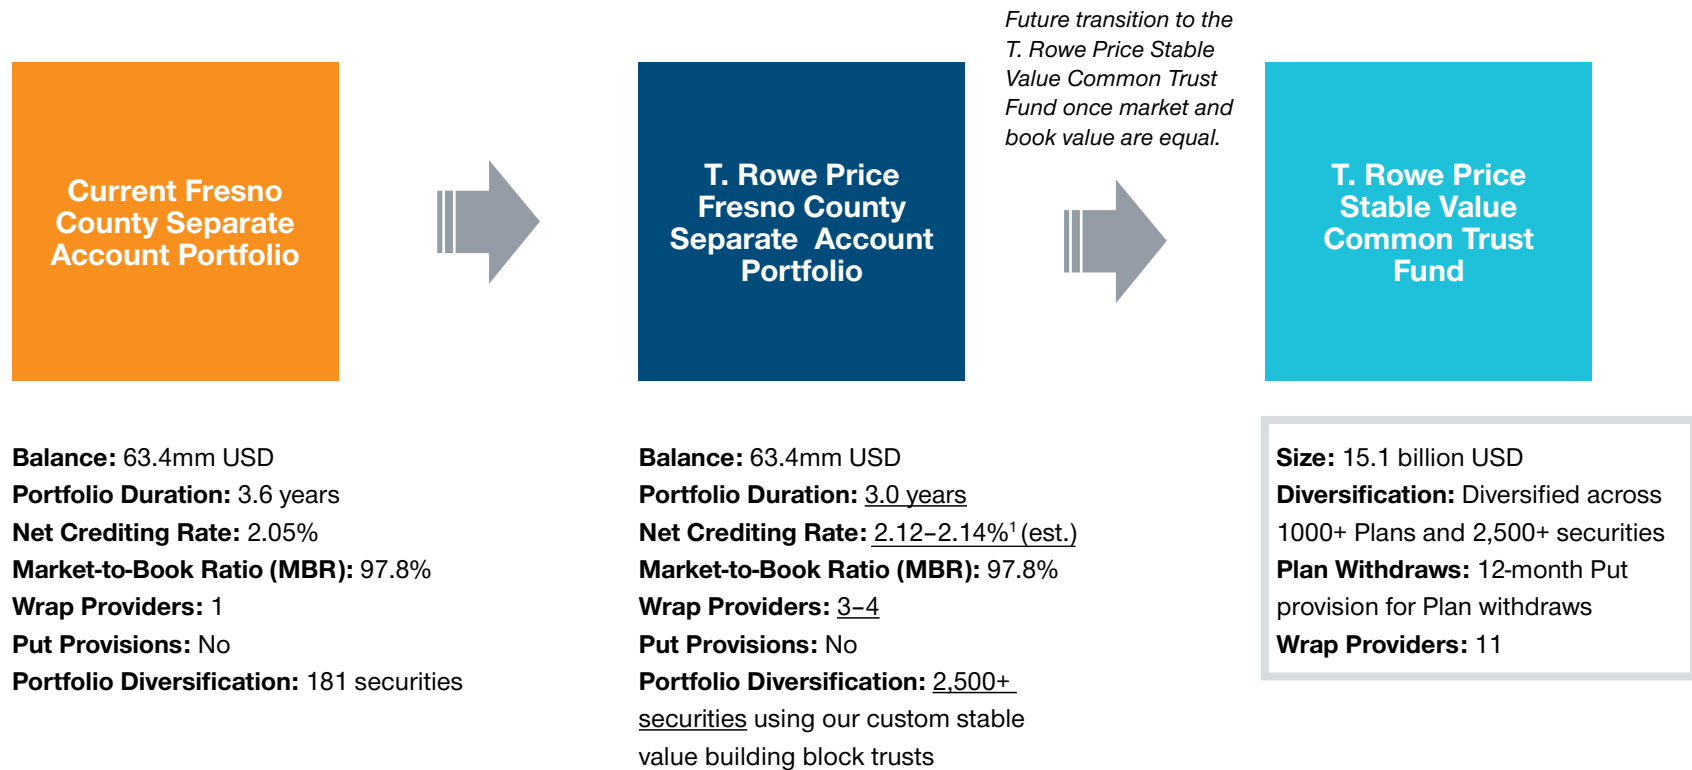 Future transition to the
T. Rowe Price Stable
Value Common Trust
Fund once market and
book value are equal.
Current Fresno
County Separate
Account Portfolio
T. Rowe Price
Fresno County
Separate Account
Portfolio
T. Rowe Price
Stable Value
Common Trust
Fund
Balance: 63.4mm USD
Portfolio Duration: 3.6 years
Net Crediting Rate: 2.05%
Market-to-Book Ratio (MBR): 97.8%
Wrap Providers: 1
Put Provisions: No
Portfolio Diversification: 181 securities
Balance: 63.4mm USD
Portfolio Duration: 3.0 years
Net Crediting Rate: 2.12–2.14%¹ (est.)
Market-to-Book Ratio (MBR): 97.8%
Wrap Providers: 3–4
Put Provisions: No
Portfolio Diversification: 2,500+
securities using our custom stable
value building block trusts
Size: 15.1 billion USD
Diversification: Diversified across
1000+ Plans and 2,500+ securities
Plan Withdraws: 12-month Put
provision for Plan withdraws
Wrap Providers: 11